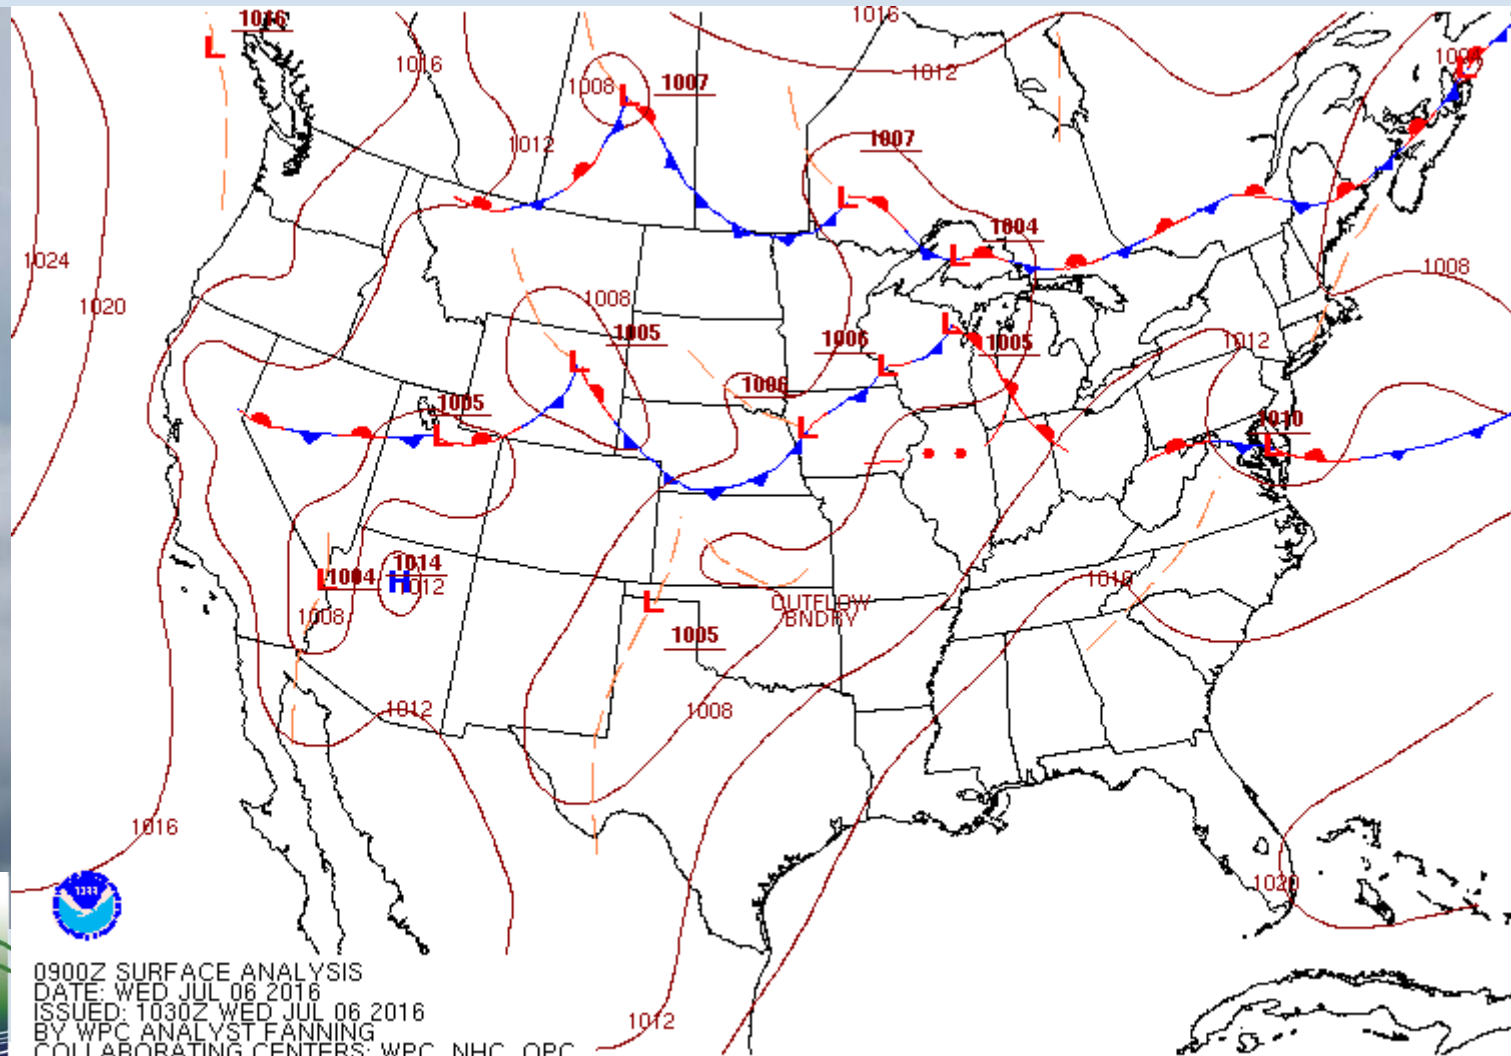 1016
1016
L
1016
1012
1008
L
1007
1012
L
1007
L
1004
L
1024
1020
1008
1008
1005
L
1006
L
L
1005
1012
1006
1005
L
L
1010
L
1004
L
1014
H
1012
1008
L
1005
OUTFLOW
BNDRY
1016
1012
1008
1016
1020
1012
0900Z SURFACE ANALYSIS
DATE: WED JUL 06 2016
ISSUED: 1030Z WED JUL 06 2016
BY WPC ANALYST FANNING
COLLABORATING CENTERS: WPC, NHC, OPC